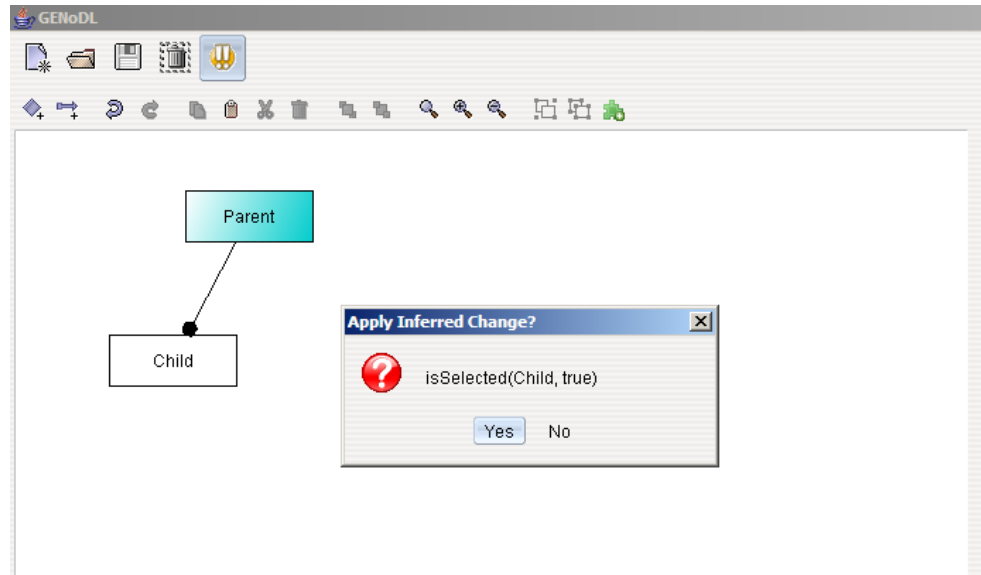 GENoDL
Parent
Child
Apply Inferred Change?
isSelected(Child, true)
Yes No